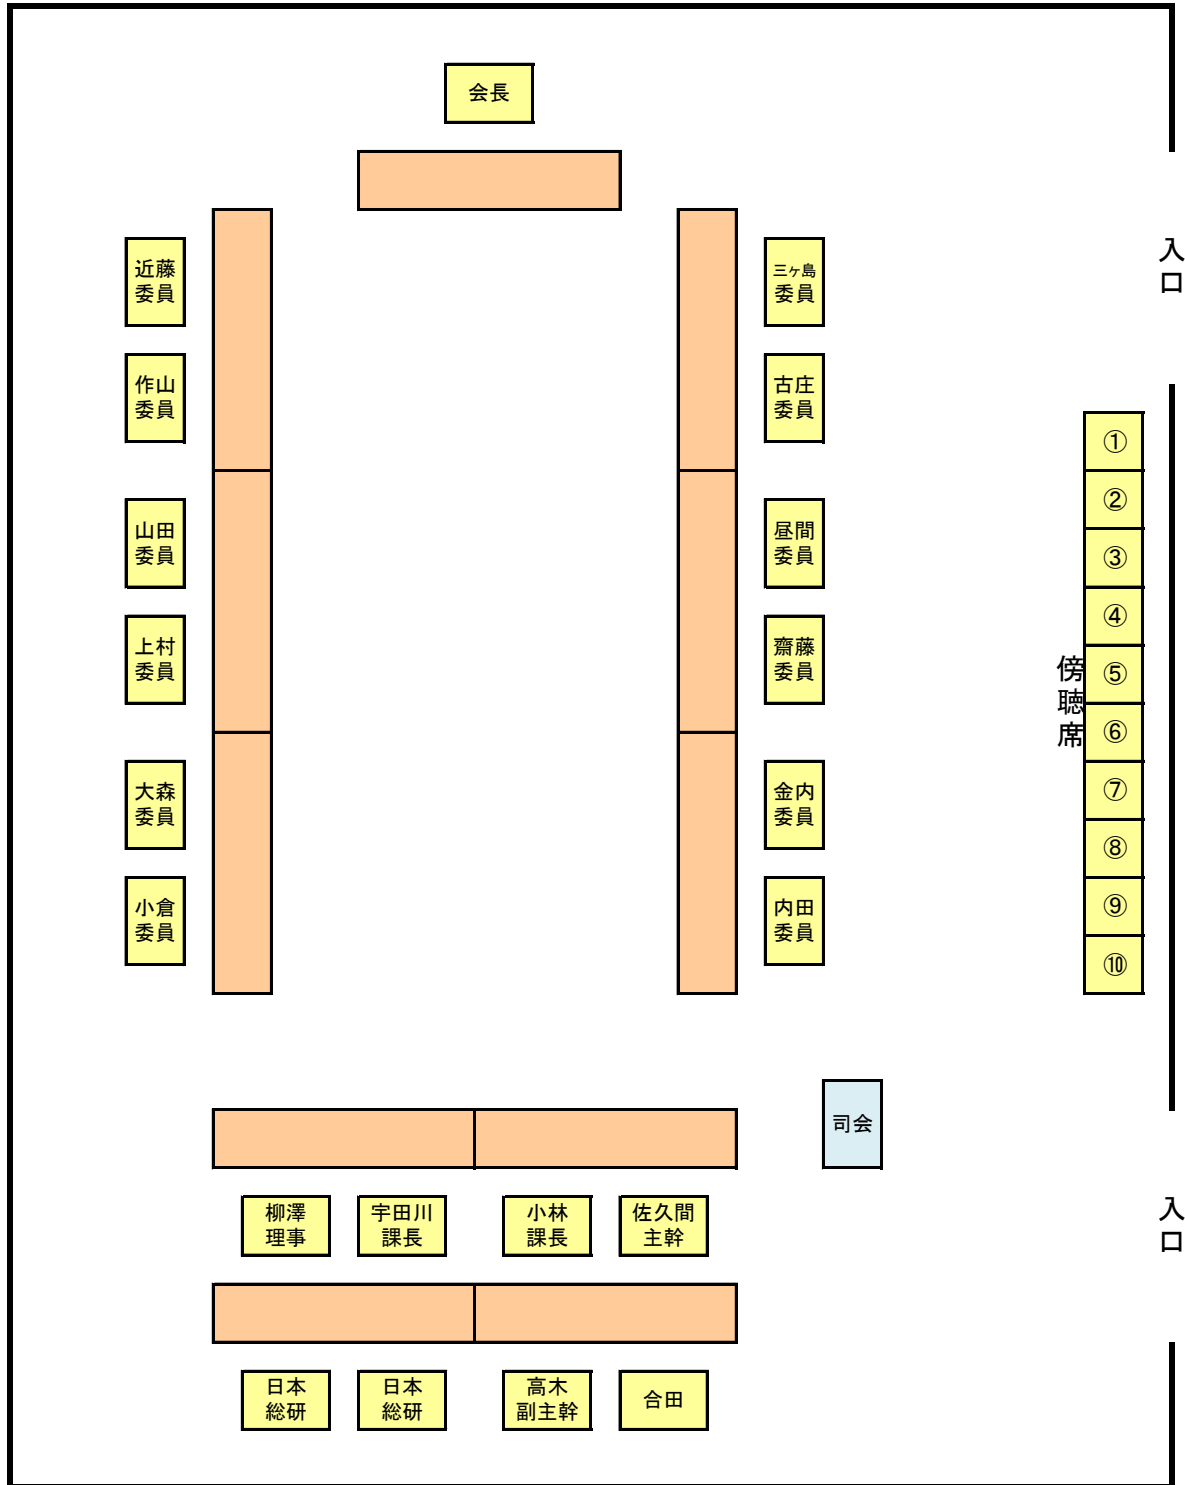 会長
近藤
委員
三ヶ島
委員
入口
作山
委員
古庄
委員
①
②
山田
委員
昼間
委員
③
④
上村
委員
齋藤
委員
傍聴席
⑤
⑥
大森
委員
金内
委員
⑦
⑧
小倉
委員
内田
委員
⑨
⑩
司会
柳澤
理事
宇田川
課長
小林
課長
佐久間
主幹
入口
日本
総研
日本
総研
高木
副主幹
合田